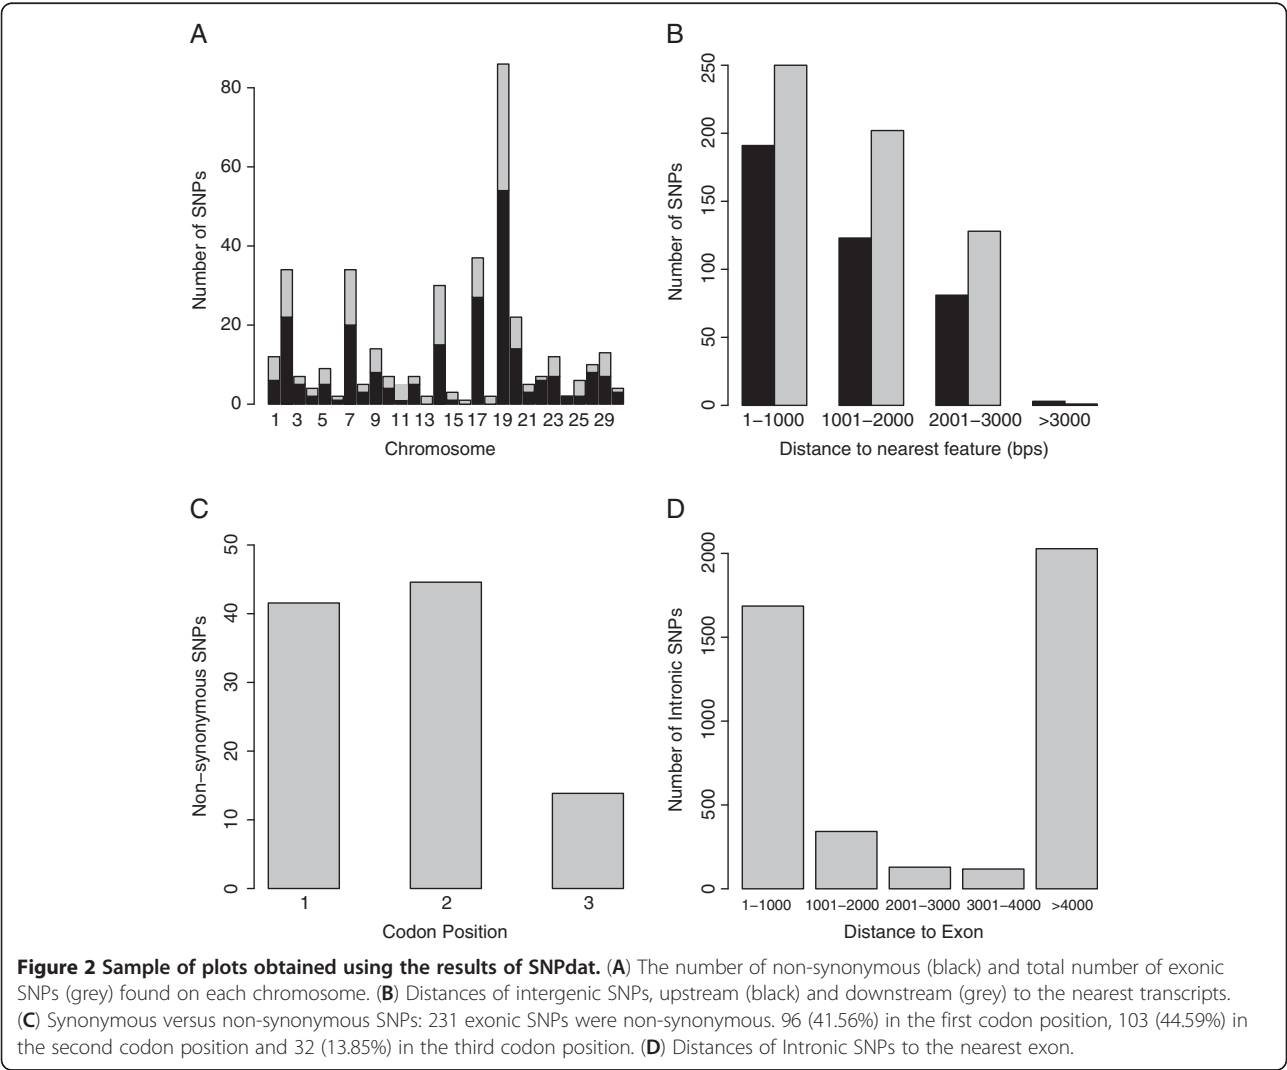 A
Number of SNPs
80
60
40
20
0
1 3 5 7 9 11 13 15 17 19 21 23 25 29
Chromosome
B
Number of SNPs
250
200
150
100
50
0
1–1000 1001–2000 2001–3000 >3000
Distance to nearest feature (bps)
C
Non–synonymous SNPs
50
40
30
20
10
0
1 2 3
Codon Position
D
Number of Intronic SNPs
2000
1500
1000
500
0
1–1000 1001–2000 2001–3000 3001–4000 >4000
Distance to Exon
Figure 2 Sample of plots obtained using the results of SNPdat. (A) The number of non-synonymous (black) and total number of exonic
SNPs (grey) found on each chromosome. (B) Distances of intergenic SNPs, upstream (black) and downstream (grey) to the nearest transcripts.
(C) Synonymous versus non-synonymous SNPs: 231 exonic SNPs were non-synonymous. 96 (41.56%) in the first codon position, 103 (44.59%) in
the second codon position and 32 (13.85%) in the third codon position. (D) Distances of Intronic SNPs to the nearest exon.